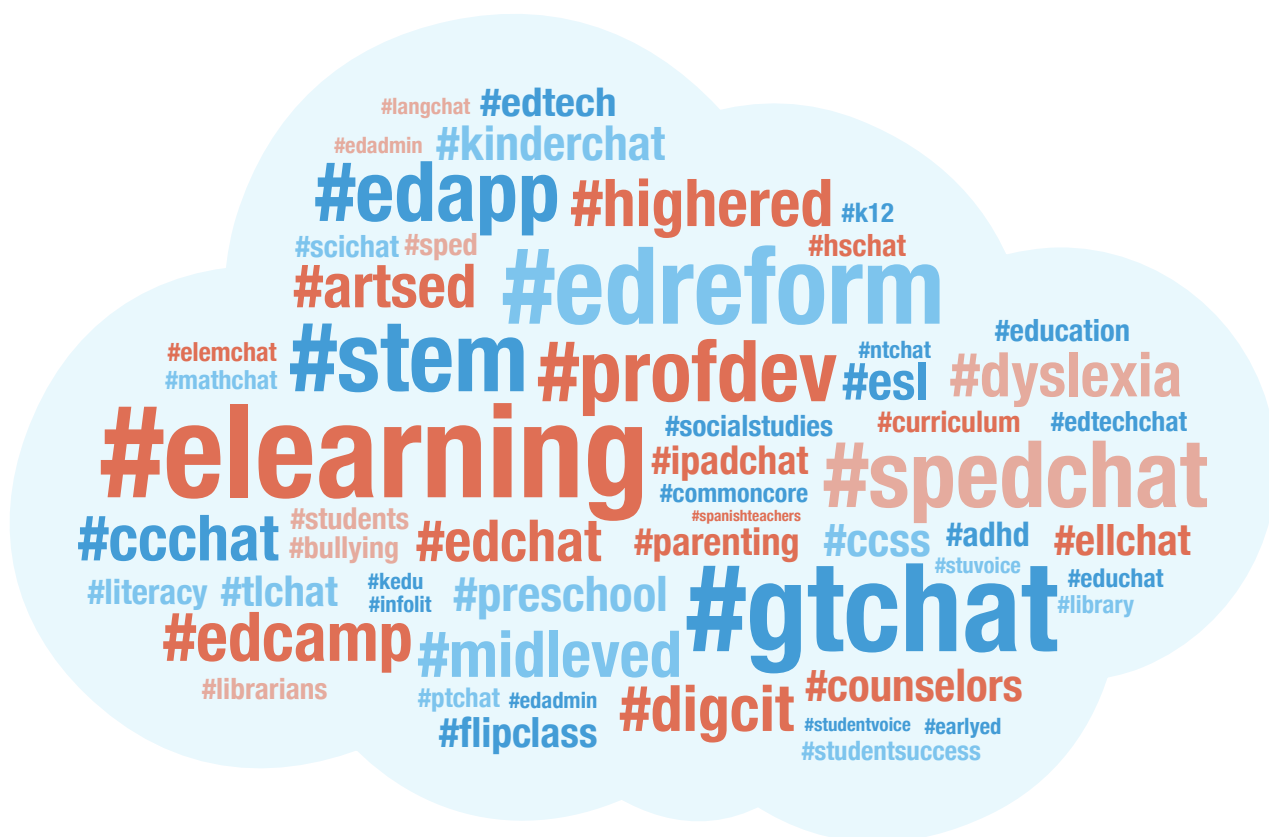 #langchat #edtech
#edadmin #kinderchat
#edapp #highered #k12
#scichat #sped #hschat
#artsed #edreform
#education
#elemchat #stem #profdev #ntchat
#mathchat #esl #dyslexia
#elearning #socialstudies #curriculum #edtechchat
#ipadchat #spedchat
#commoncore
#ccchat #students #edchat #spanishteachers
#bullying #parenting #ccss #adhd #ellchat
#stuvoice
#literacy #tlchat #kedu #preschool #gtchat #educhat
#infolit #library
#edcamp #midleved
#librarians #ptchat #edadmin #digcit #counselors
#flipclass #studentvoice #earlyed
#studentsuccess